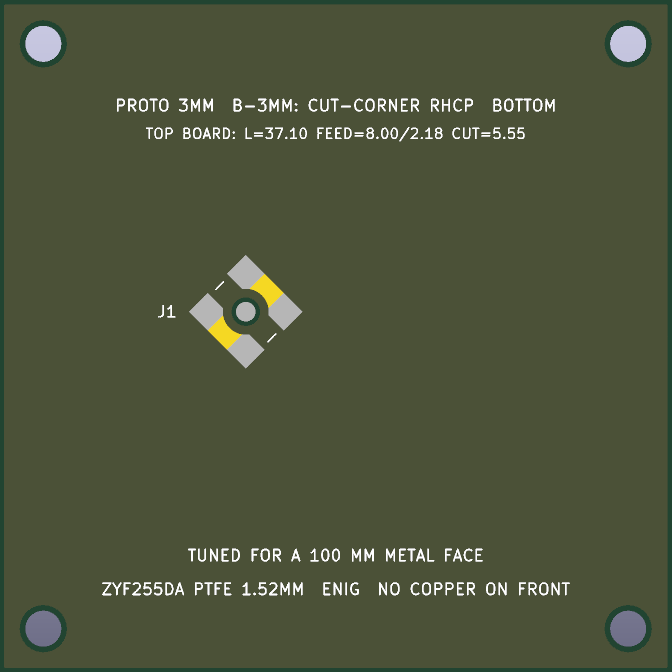 PROTO 3MM  B-3MM: CUT-CORNER RHCP  BOTTOM
TOP BOARD: L=37.10 FEED=8.00/2.18 CUT=5.55
J1
TUNED FOR A 100 MM METAL FACE
ZYF255DA PTFE 1.52MM  ENIG  NO COPPER ON FRONT